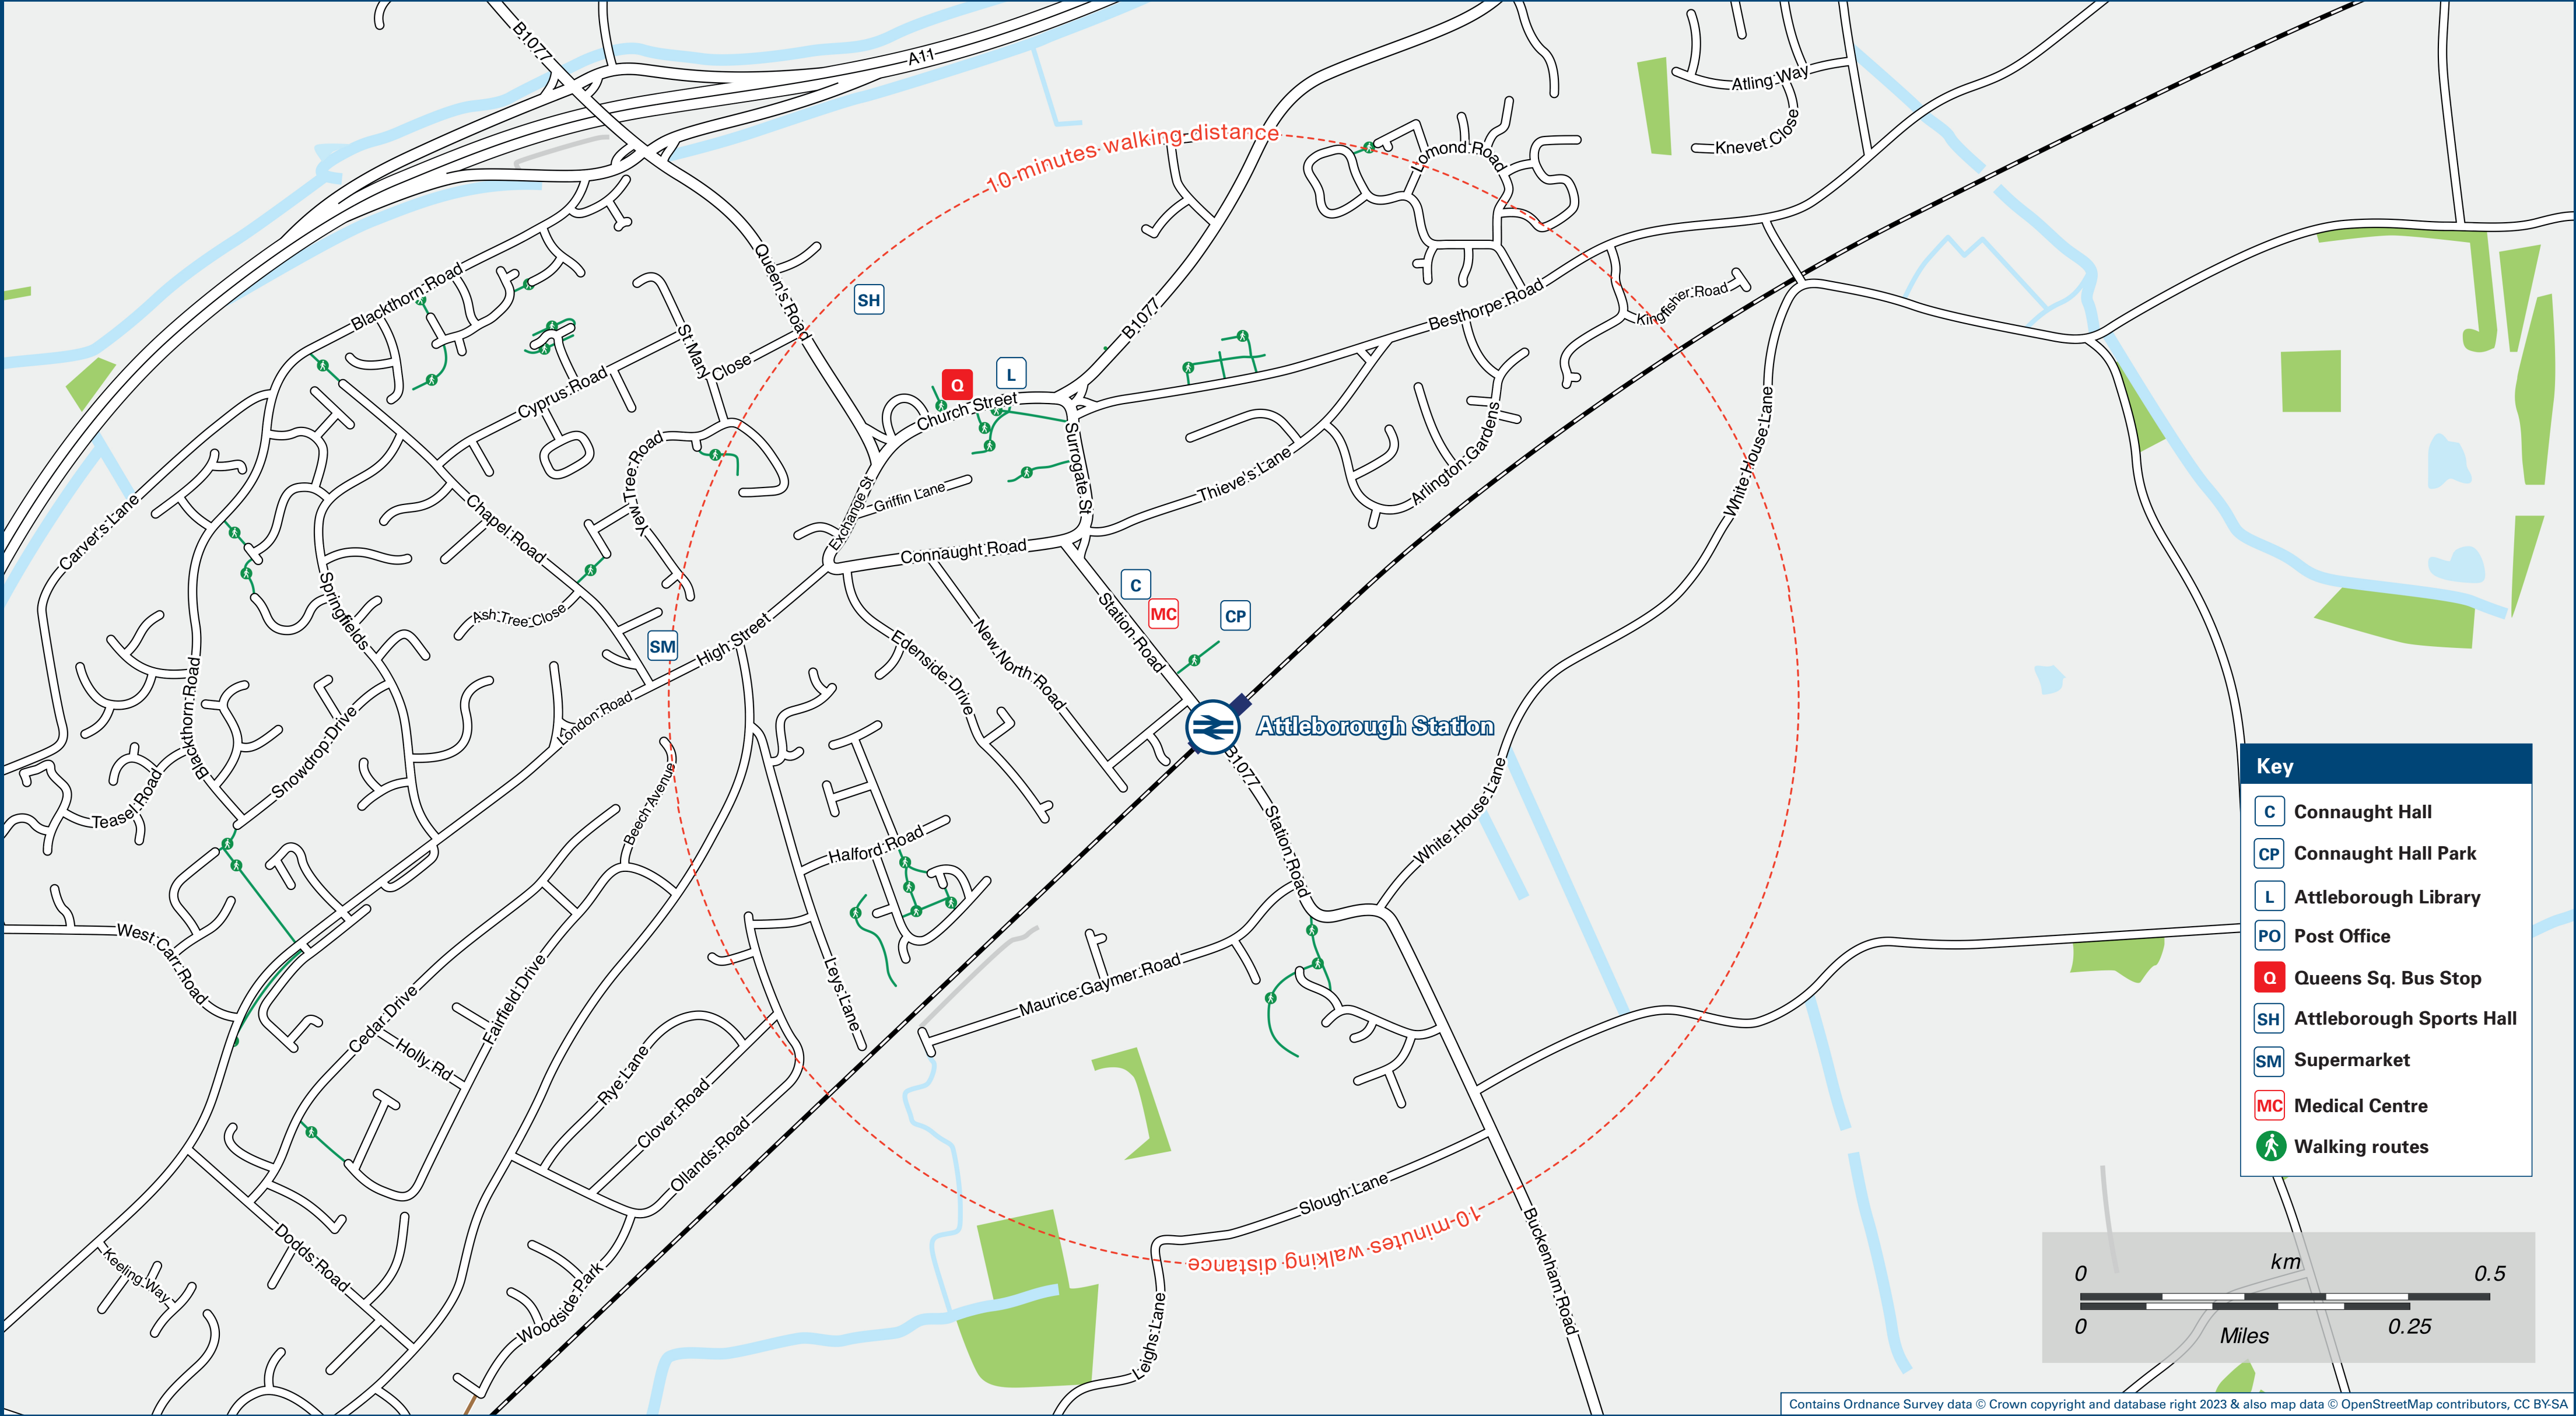 B1077
A11
Atling Way
Knevet Close
10-minutes walking distance
Lomond Road
Queen's Road
Blackthorn Road
SH
B1077
Besthorpe Road
Kingfisher Road
St Mary
Close
Cyprus Road
Q
L
Church Street
Surrogate St
White House Lane
Arlington Gardens
Thieve's Lane
Yew Tree Road
Yew
Exchange St
Griffin Lane
Carver's Lane
Chapel Road
Connaught Road
C
MC
CP
Springfields
Ash Tree Close
SM
High Street
Edenside Drive
New North Road
Station Road
London Road
Blackthorn Road
Snowdrop Drive
Attleborough Station
B1077
Beech Avenue
Teasel Road
Halford Road
Station Road
White House Lane
West Carr Road
Leys Lane
Maurice Gaymer Road
Cedar Drive
Fairfield Drive
Holly Rd
Rye Lane
Clover Road
Ollands Road
Slough Lane
10-minutes walking distance
Buckenham Road
Dodds Road
Keeling Way
Woodside Park
Leighs Lane
Key
C Connaught Hall
CP Connaught Hall Park
L Attleborough Library
PO Post Office
Q Queens Sq. Bus Stop
SH Attleborough Sports Hall
SM Supermarket
MC Medical Centre
Walking routes
km
0 0.5
0 0.25
Miles
Contains Ordnance Survey data © Crown copyright and database right 2023 & also map data © OpenStreetMap contributors, CC BY-SA